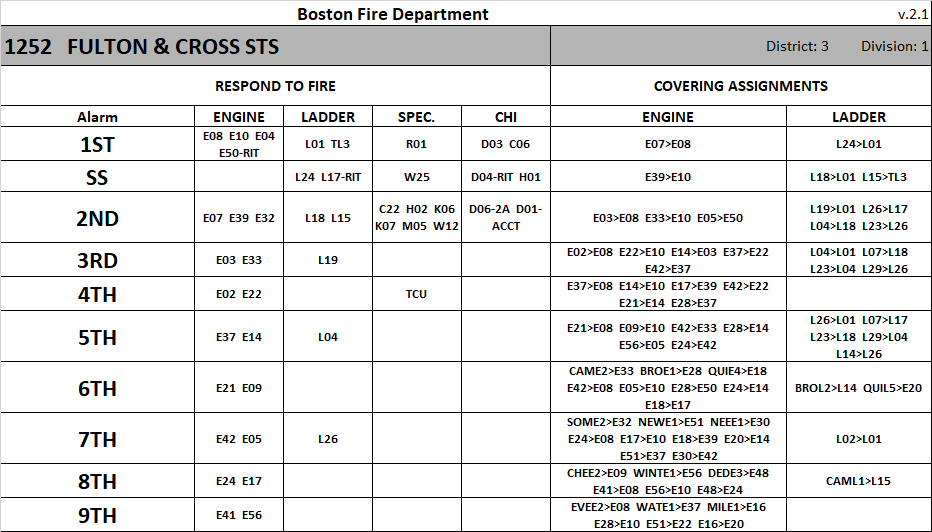 Boston Fire Department v.2.1
1252 FULTON & CROSS STS District: 3 Division: 1
RESPOND TO FIRE COVERING ASSIGNMENTS
Alarm ENGINE LADDER SPEC. CHI ENGINE LADDER
1ST
E08 E10 E04
E50-RIT
L01 TL3
R01
D03 C06
E07>E08
L24>L01
SS
L24 L17-RIT
W25
D04-RIT H01
E39>E10
L18>L01 L15>TL3
2ND
E07 E39 E32
L18 L15
C22 H02 K06
K07 M05 W12
D06-2A D01-
ACCT
E03>E08 E33>E10 E05>E50
L19>L01 L26>L17
L04>L18 L23>L26
3RD
E03 E33
L19
E02>E08 E22>E10 E14>E03 E37>E22
E42>E37
L04>L01 L07>L18
L23>L04 L29>L26
4TH
E02 E22
TCU
E37>E08 E14>E10 E17>E39 E42>E22
E21>E14 E28>E37
5TH
E37 E14
L04
E21>E08 E09>E10 E42>E33 E28>E14
E56>E05 E24>E42
L26>L01 L07>L17
L23>L18 L29>L04
L14>L26
6TH
E21 E09
CAME2>E33 BROE1>E28 QUIE4>E18
E42>E08 E05>E10 E28>E50 E24>E14
E18>E17
BROL2>L14 QUIL5>E20
7TH
E42 E05
L26
SOME2>E32 NEWE1>E51 NEEE1>E30
E24>E08 E17>E10 E18>E39 E20>E14
E51>E37 E30>E42
L02>L01
8TH
E24 E17
CHEE2>E09 WINTE1>E56 DEDE3>E48
E41>E08 E56>E10 E48>E24
CAML1>L15
9TH
E41 E56
EVEE2>E08 WATE1>E37 MILE1>E16
E28>E10 E51>E22 E16>E20